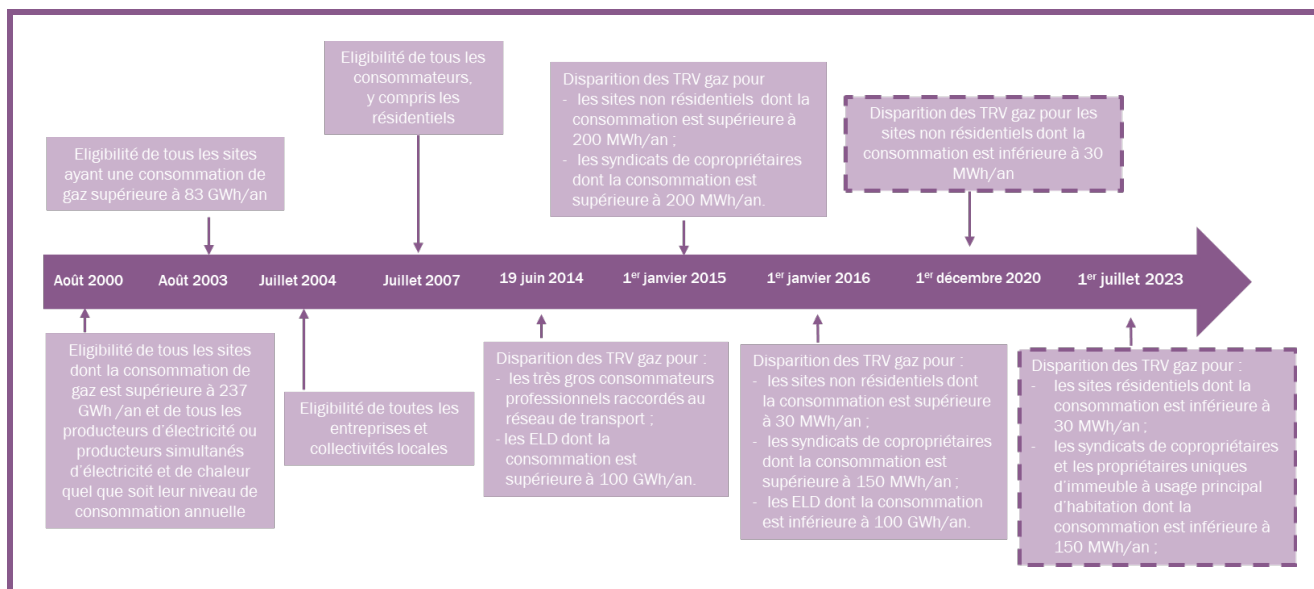 Eligibilité de tous les
consommateurs,
y compris les
résidentiels
Disparition des TRV gaz pour
- les sites non résidentiels dont la
consommation est supérieure à
200 MWh/an ;
- les syndicats de copropriétaires
dont la consommation est
supérieure à 200 MWh/an.
Disparition des TRV gaz pour les
sites non résidentiels dont la
consommation est inférieure à 30
MWh/an
Eligibilité de tous les sites
ayant une consommation de
gaz supérieure à 83 GWh/an
Août 2000 Août 2003 Juillet 2004 Juillet 2007 19 juin 2014 1er janvier 2015 1er janvier 2016 1er décembre 2020 1er juillet 2023
Eligibilité de tous les sites
dont la consommation de
gaz est supérieure à 237
GWh /an et de tous les
producteurs d'électricité ou
producteurs simultanés
d'électricité et de chaleur
quel que soit leur niveau de
consommation annuelle
Eligibilité de toutes les
entreprises et
collectivités locales
Disparition des TRV gaz pour :
- les très gros consommateurs
professionnels raccordés au
réseau de transport ;
- les ELD dont la
consommation est
supérieure à 100 GWh/an.
Disparition des TRV gaz pour :
- les sites non résidentiels dont
la consommation est supérieure
à 30 MWh/an ;
- les syndicats de copropriétaires
dont la consommation est
supérieure à 150 MWh/an ;
- les ELD dont la consommation
est inférieure à 100 GWh/an.
Disparition des TRV gaz pour :
- les sites résidentiels dont la
consommation est inférieure à
30 MWh/an ;
- les syndicats de copropriétaires
et les propriétaires uniques
d'immeuble à usage principal
d'habitation dont la
consommation est inférieure à
150 MWh/an ;